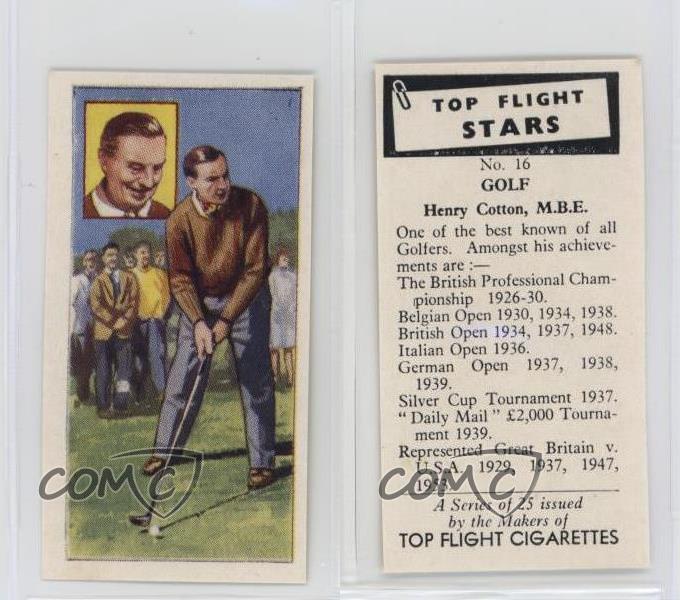 TOP FLIGHT
STARS
No. 16
GOLF
Henry Cotton, M.B.E.
One of the best known of all
Golfers. Amongst his achieve-
ments are :—
The British Professional Cham-
pionship 1926-30.
Belgian Open 1930, 1934, 1938.
British Open 1934, 1937, 1948.
Italian Open 1936.
German Open 1937, 1938,
1939.
Silver Cup Tournament 1937.
" Daily Mail " £2,000 Tourna-
ment 1939.
Represented Great Britain v.
U.S.A. 1929, 1937, 1947,
A Series of 25 issued
by the Makers of
TOP FLIGHT CIGARETTES
COMC
COMC